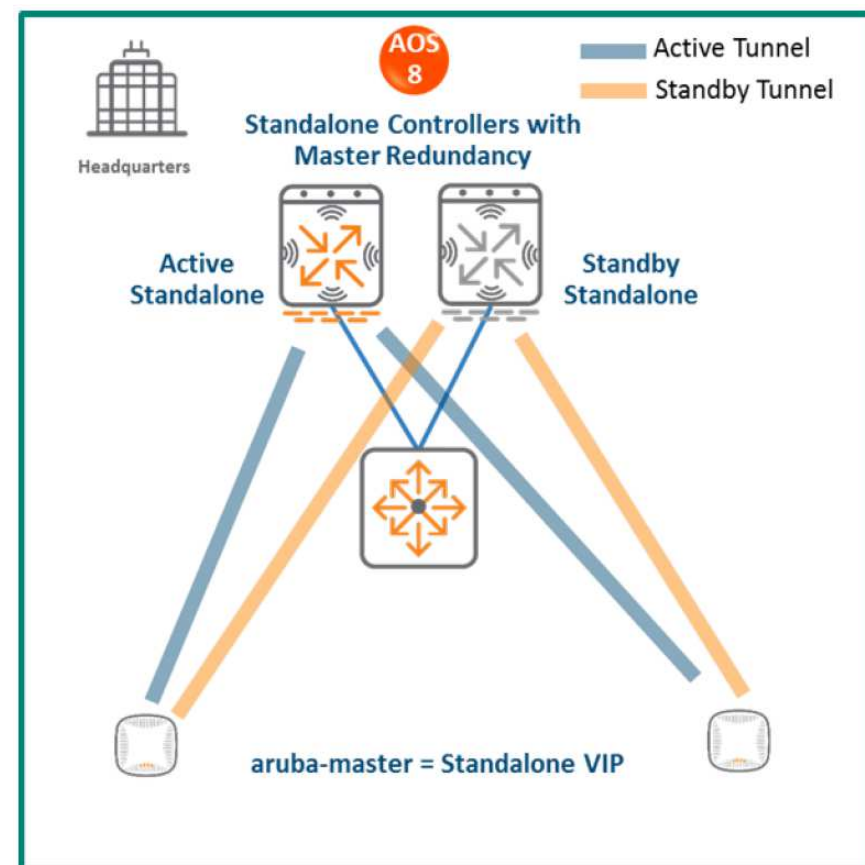 AOS
8
Active Tunnel
Standby Tunnel
Headquarters
Standalone Controllers with
Master Redundancy
Active
Standalone
Standby
Standalone
aruba-master = Standalone VIP